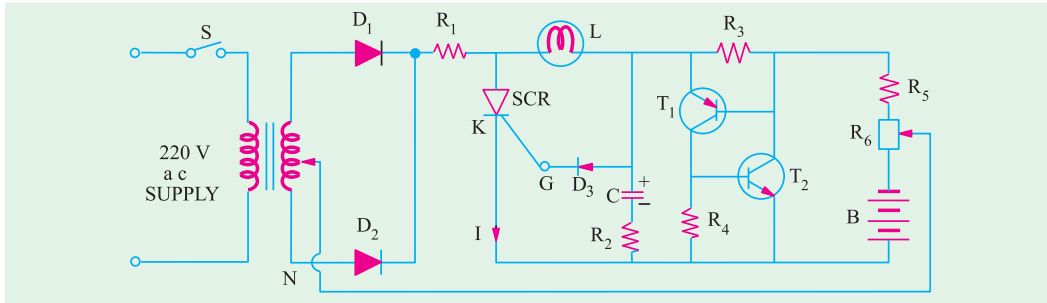 S
D1
R1
L
R3
SCR
K
T1
R5
R6
220 V
a c
SUPPLY
G
D3
C
+
–
T2
B
D2
I
R2
R4
N